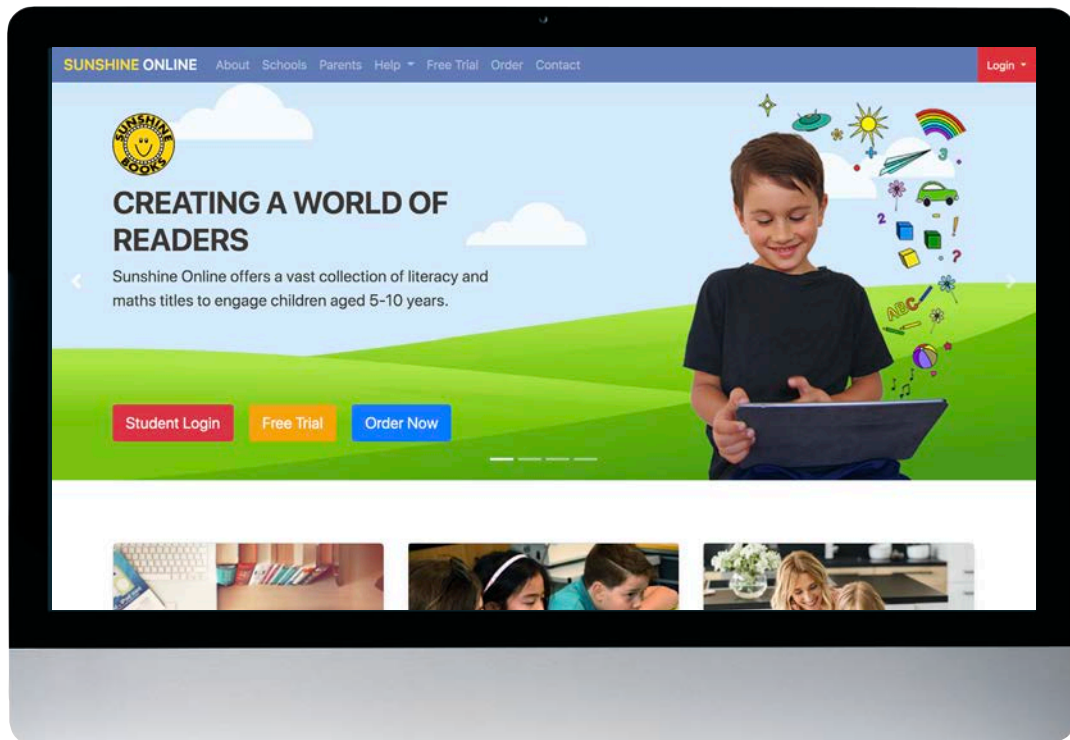 SUNSHINE ONLINE About Schools Parents Help Free Trial Order Contact Login
SUNSHINE
BOOKS
CREATING A WORLD OF
READERS
Sunshine Online offers a vast collection of literacy and
maths titles to engage children aged 5-10 years.
3
2
?
ABC
Student Login Free Trial Order Now